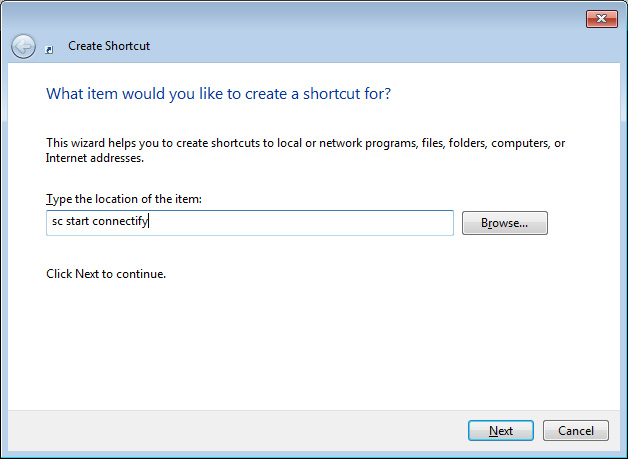 Create Shortcut
What item would you like to create a shortcut for?
This wizard helps you to create shortcuts to local or network programs, files, folders, computers, or
Internet addresses.
Type the location of the item:
sc start connectify
Browse...
Click Next to continue.
Next
Cancel